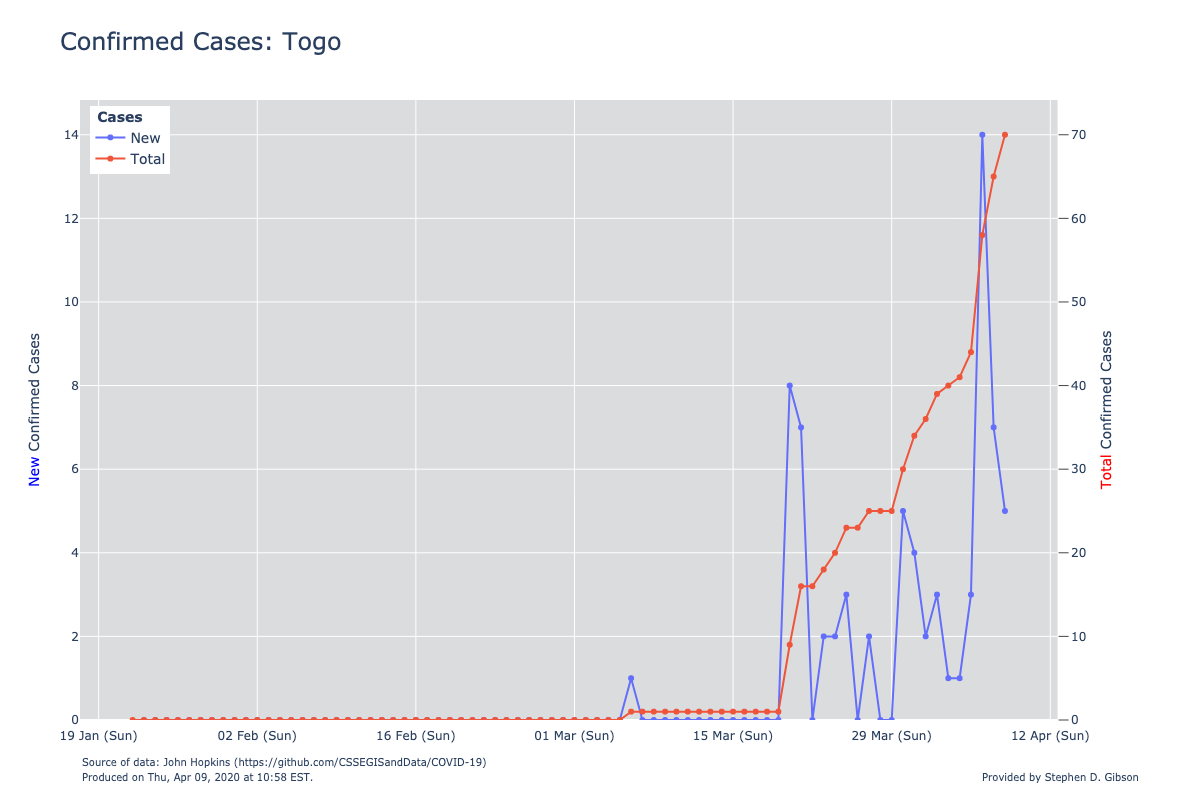 Confirmed Cases: Togo
Cases
New
Total
14
12
10
8
6
4
2
0
New Confirmed Cases
70
60
50
40
30
20
10
0
Total Confirmed Cases
19 Jan (Sun) 02 Feb (Sun) 16 Feb (Sun) 01 Mar (Sun) 15 Mar (Sun) 29 Mar (Sun) 12 Apr (Sun)
Source of data: John Hopkins (https://github.com/CSSEGISandData/COVID-19)
Produced on Thu, Apr 09, 2020 at 10:58 EST.
Provided by Stephen D. Gibson